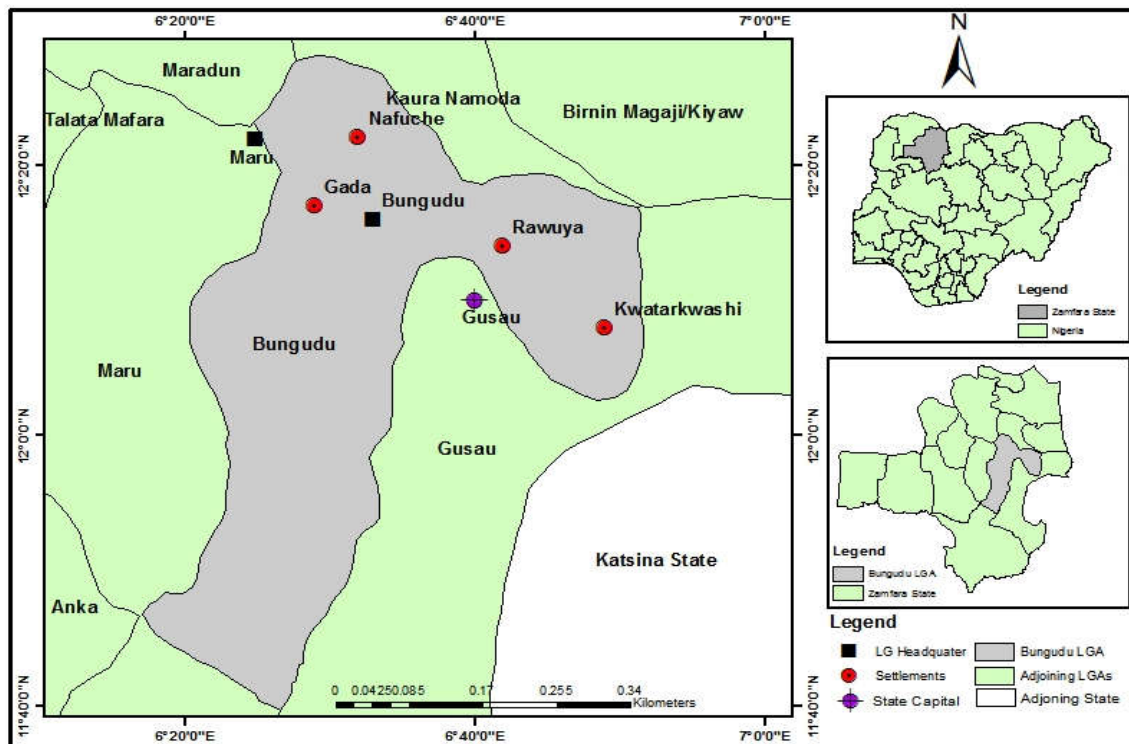 6°20'0"E
6°40'0"E
7°0'0"E
N
Maradun
Kaura Namoda
Birnin Magaji/Kiyaw
Talata Mafara
Nafuche
Maru
12°20'0"N
12°20'0"N
Gada
Bungudu
Rawuya
Legend
Zamfara State
Nigeria
Gusau
Kwatarkwashi
Bungudu
Maru
12°0'0"N
12°0'0"N
Gusau
Katsina State
Legend
Bungudu LGA
Zamfara State
Anka
Legend
LG Headquater
Bungudu LGA
Settlements
Adjoining LGAs
State Capital
Adjoning State
0 0.0425 0.085 0.17 0.255 0.34
Kilometers
11°40'0"N
11°40'0"N
6°20'0"E
6°40'0"E
7°0'0"E